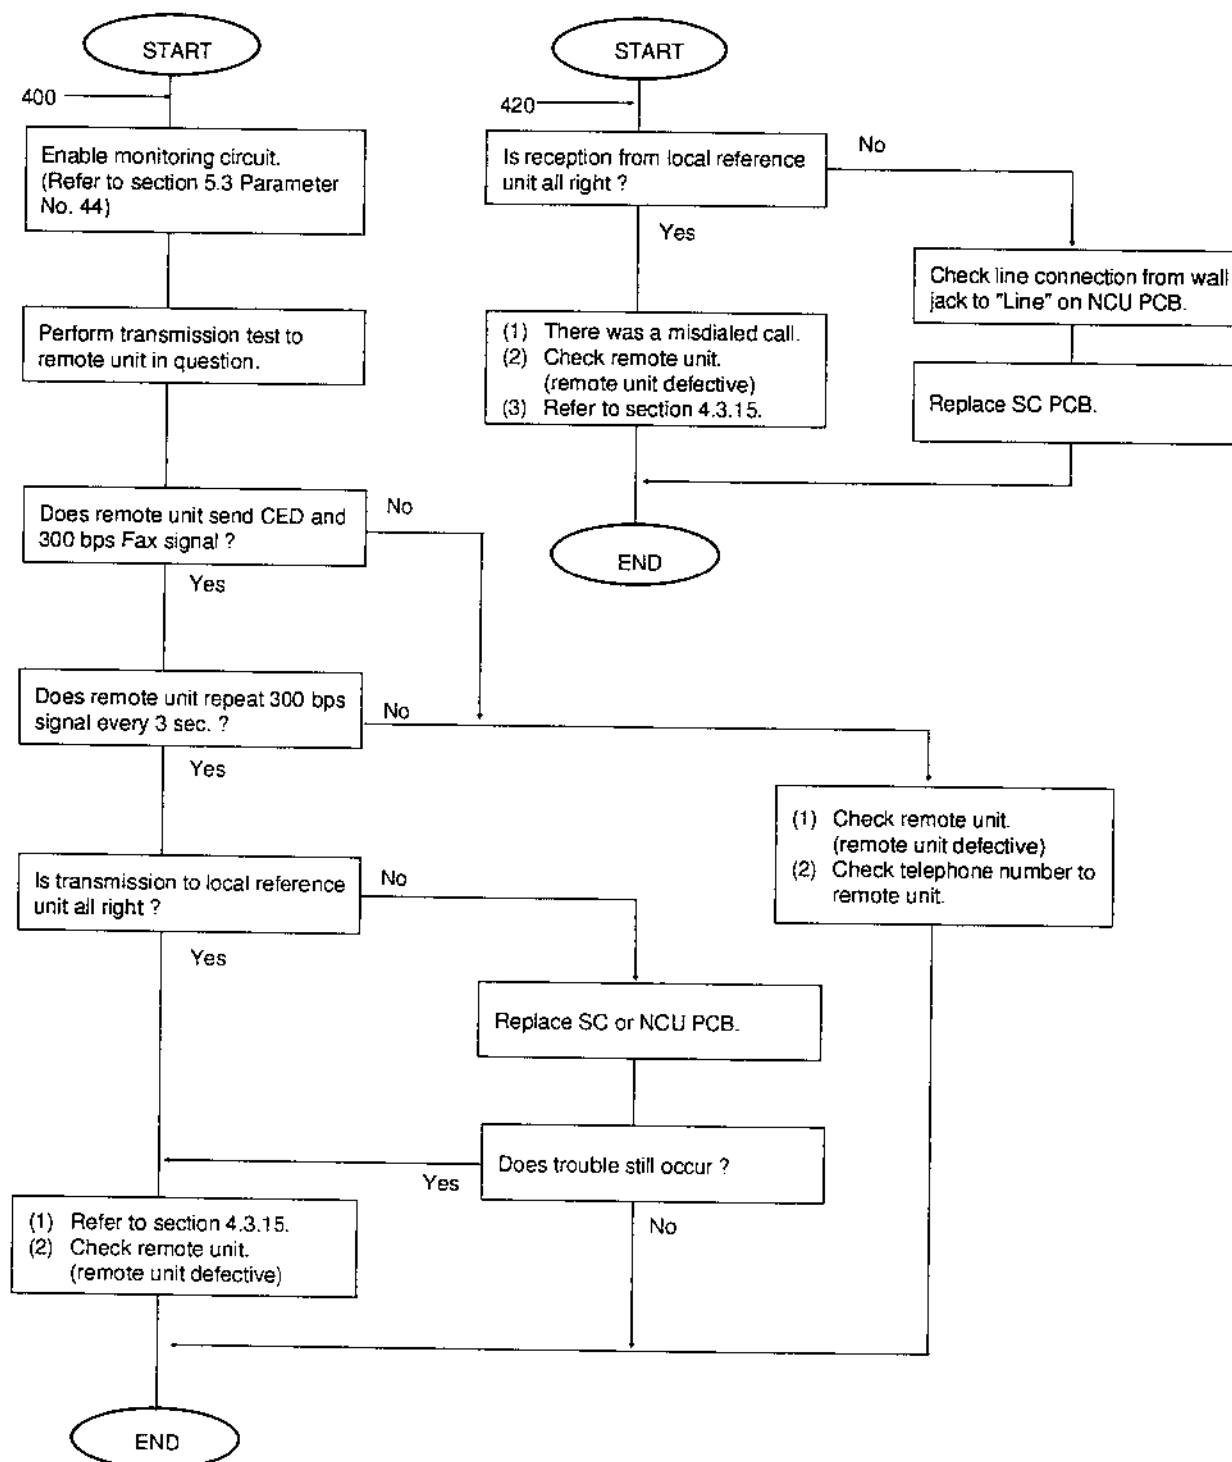 START
400
Enable monitoring circuit.
(Refer to section 5.3 Parameter
No. 44)
Perform transmission test to
remote unit in question.
Does remote unit send CED and
300 bps Fax signal ?
No
Yes
Does remote unit repeat 300 bps
signal every 3 sec. ?
No
Yes
Is transmission to local reference
unit all right ?
No
Yes
Replace SC or NCU PCB.
Does trouble still occur ?
Yes
No
(1) Refer to section 4.3.15.
(2) Check remote unit.
(remote unit defective)
(1) Check remote unit.
(remote unit defective)
(2) Check telephone number to
remote unit.
END
START
420
Is reception from local reference
unit all right ?
No
Yes
(1) There was a misdialed call.
(2) Check remote unit.
(remote unit defective)
(3) Refer to section 4.3.15.
Check line connection from wall
jack to "Line" on NCU PCB.
Replace SC PCB.
END